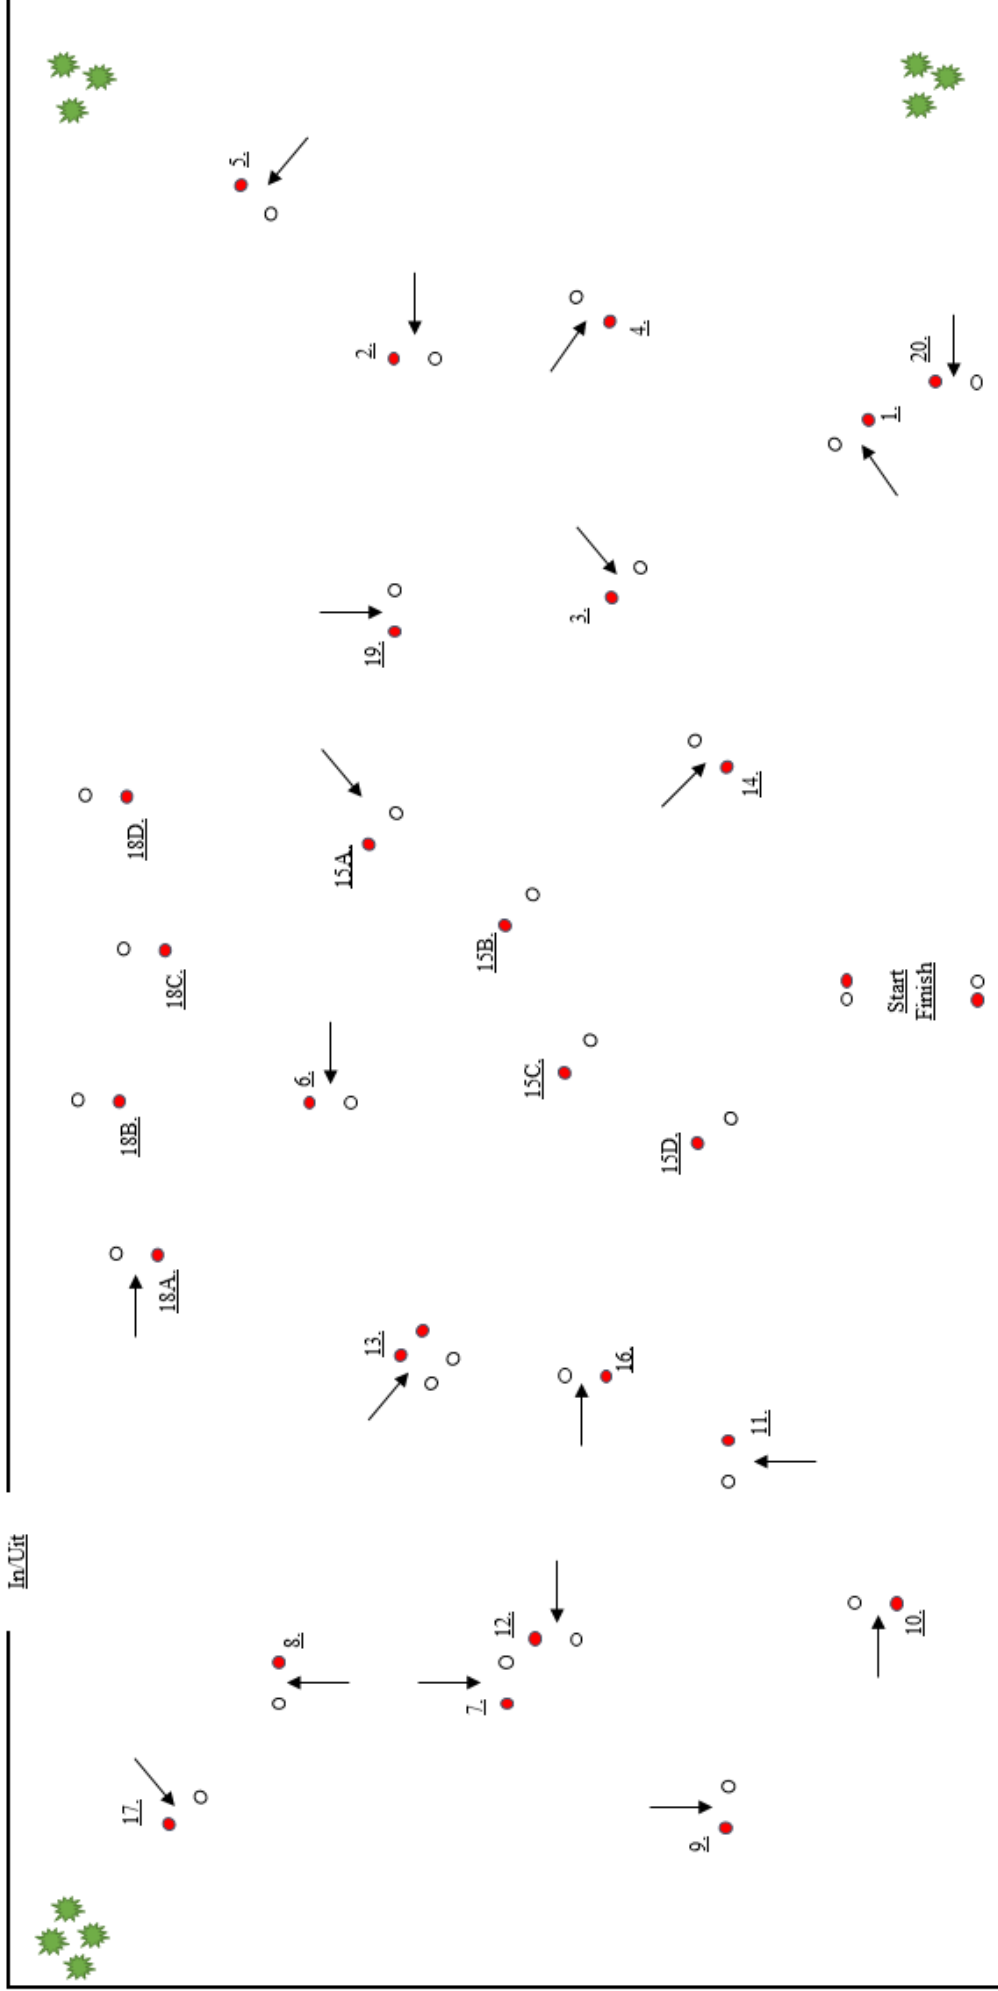 In/Uit
17.
18B.
18D.
18A.
18C.
5.
8.
6.
15A.
2.
13.
19.
7.
15B.
12.
15C.
3.
16.
4.
15D.
9.
14.
11.
1.
Start
Finish
10.
20.